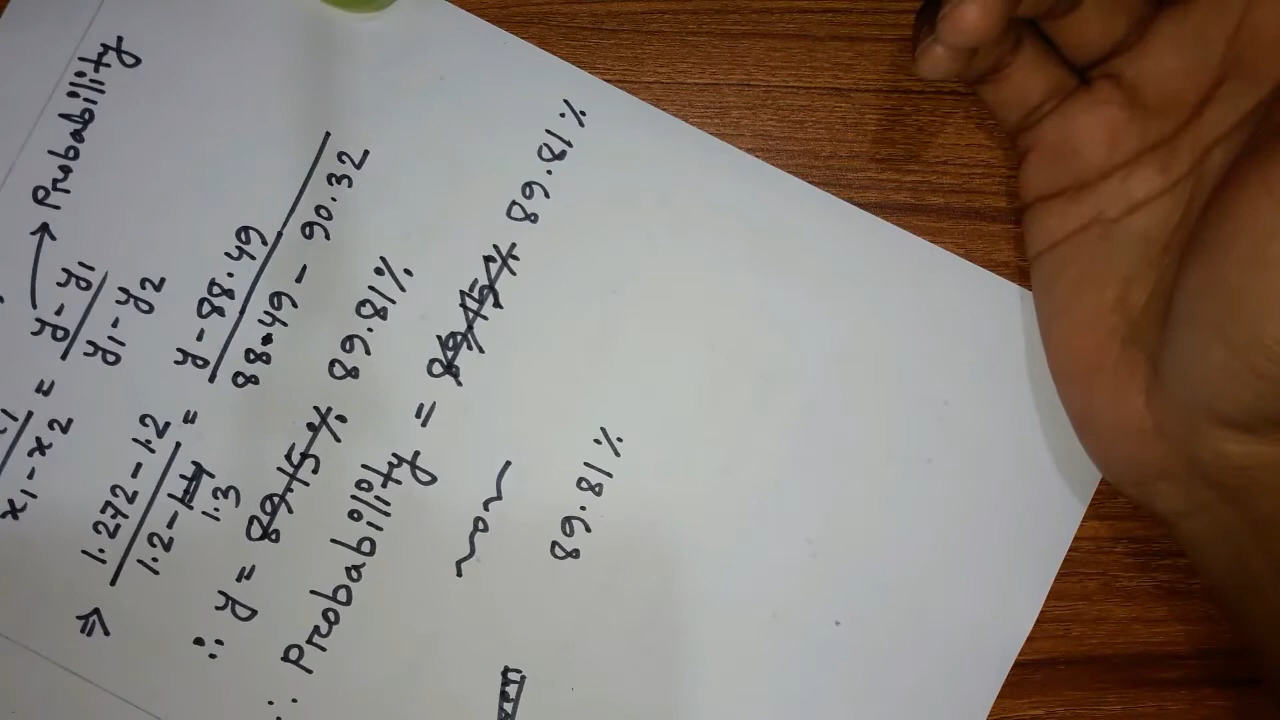 x₁ - x₂ = y - y₁ / y₁ - y₂ → Probability
⇒ 1.272 - 1.2 / 1.2 - 1.3 = y - 88.49 / 88.49 - 90.32
∴ y = 89.15% 89.81%
∴ Probability = 89.15% 89.81%
now
89.81%